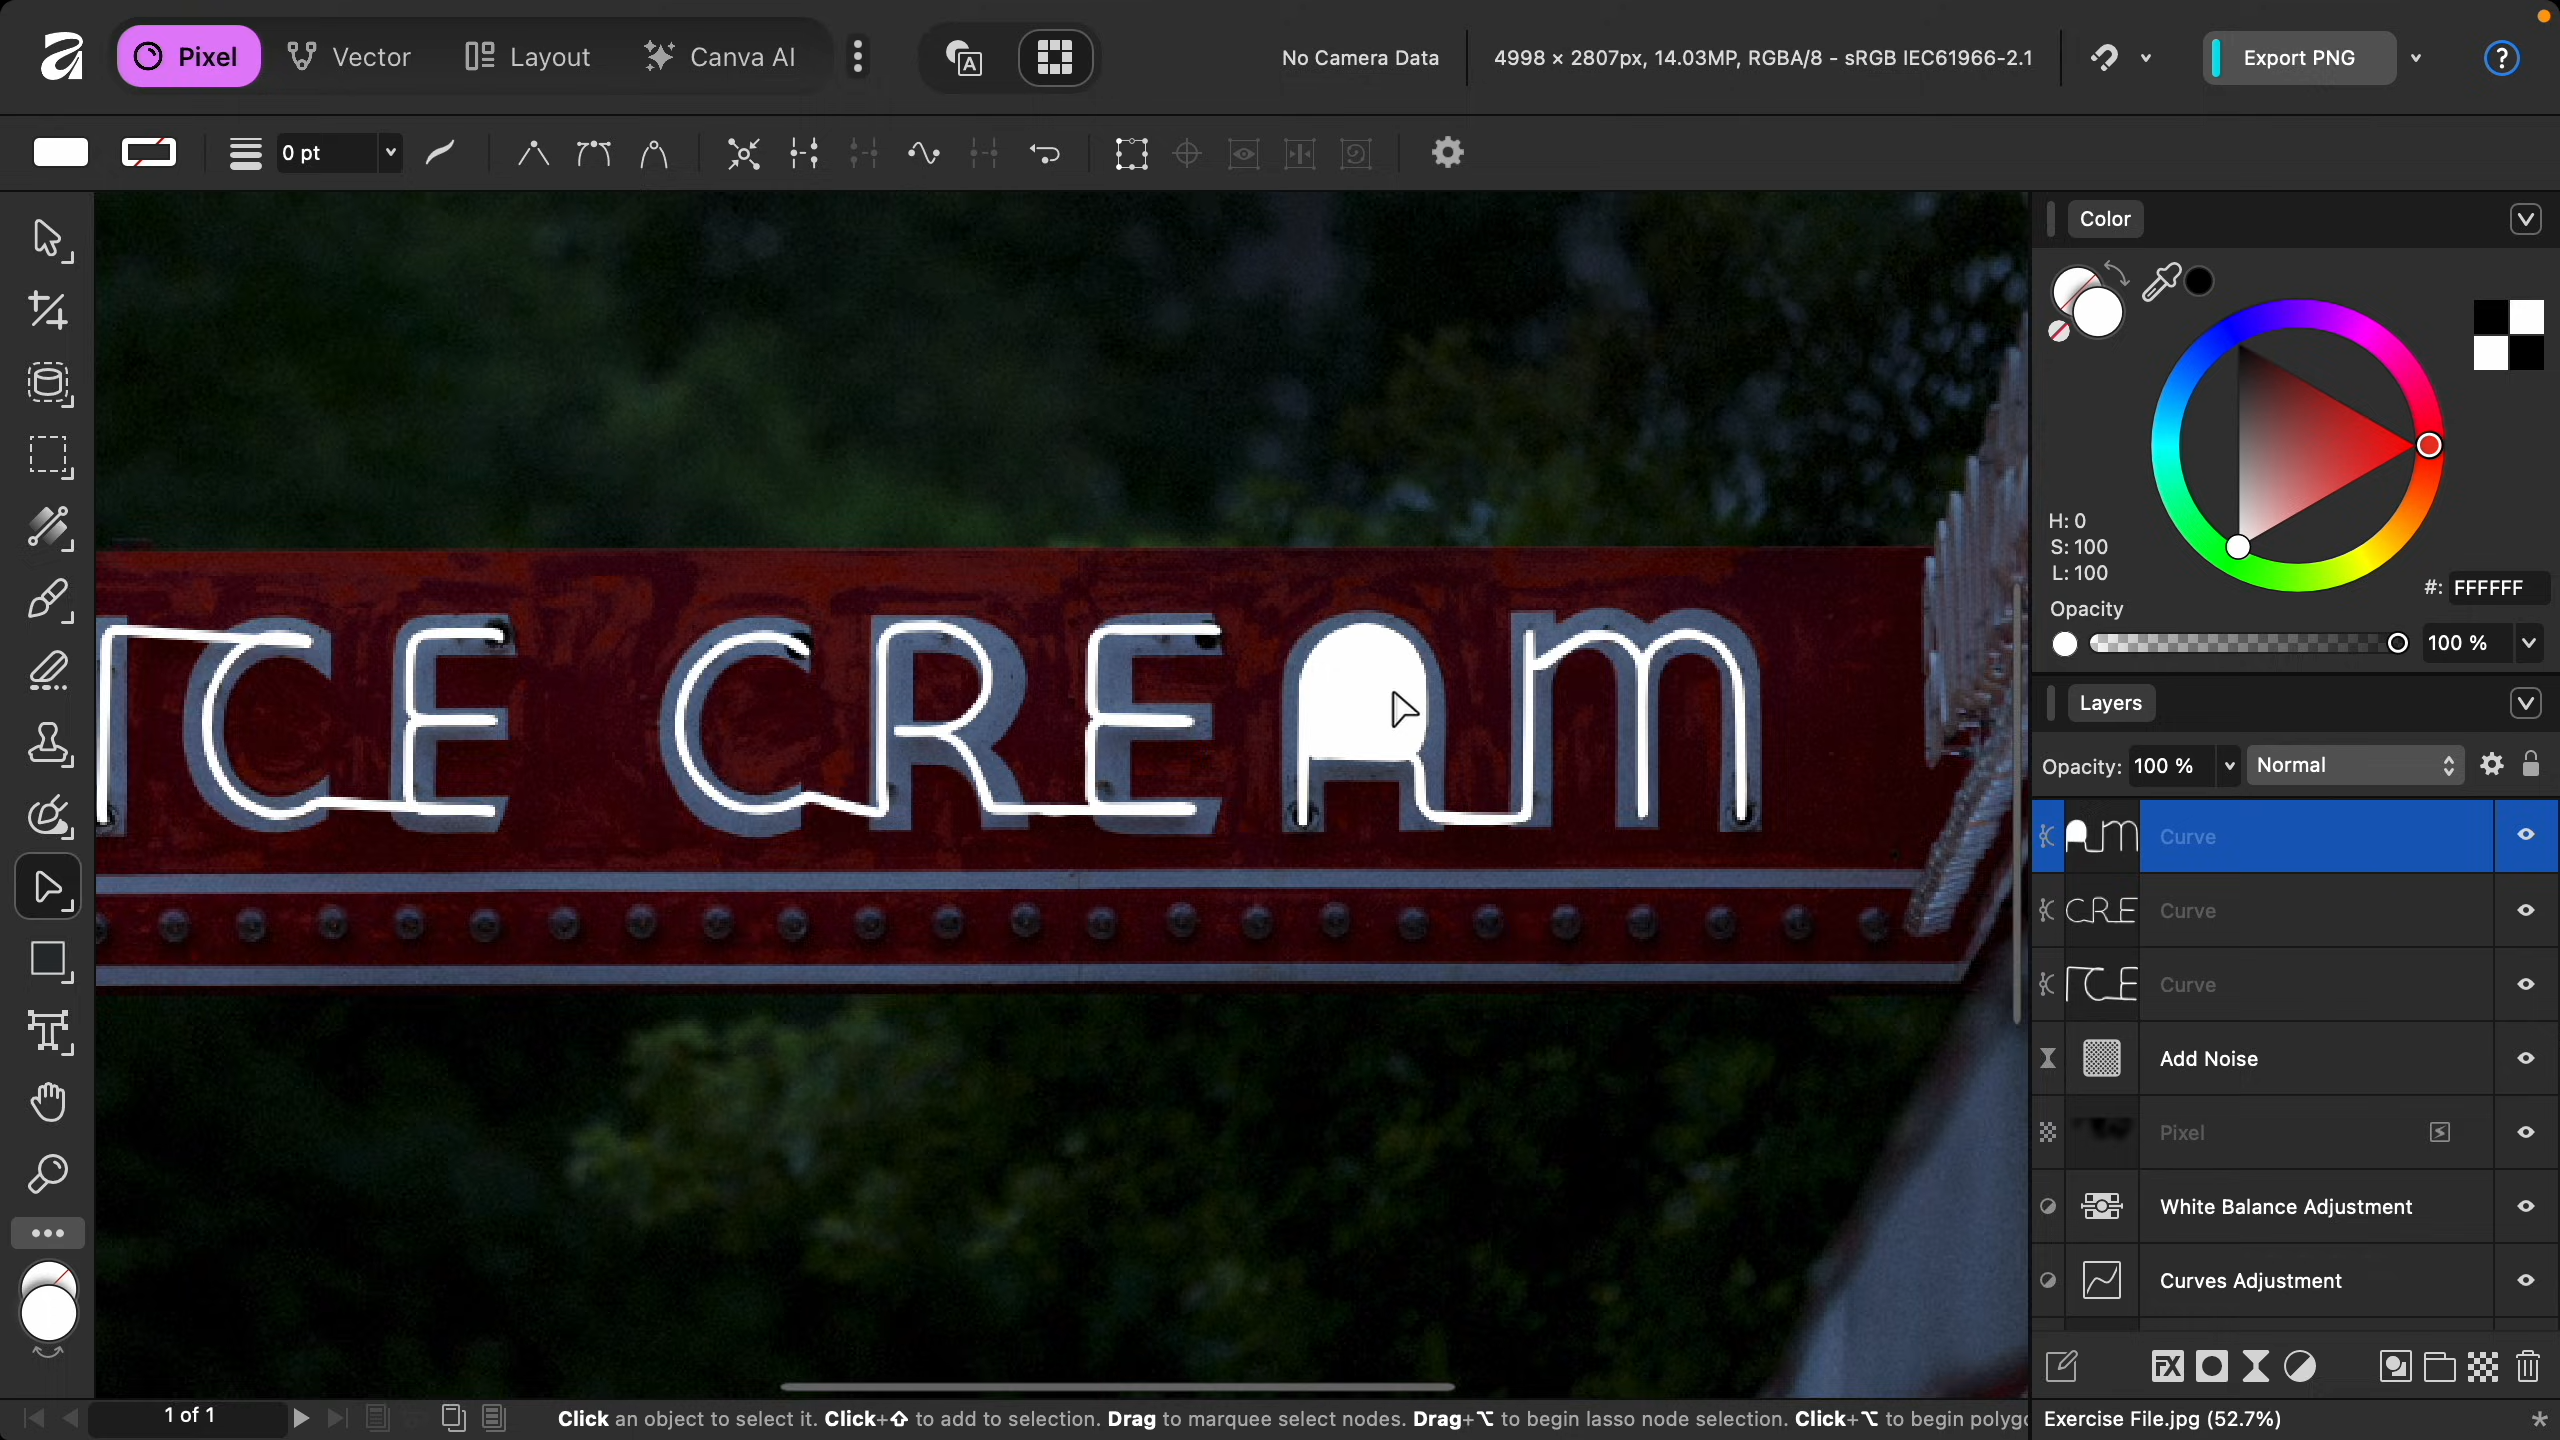 Pixel Vector Layout Canva AI No Camera Data 4998 × 2807px, 14.03MP, RGBA/8 - sRGB IEC61966-2.1 Export PNG ?
0 pt
Color
H: 0
S: 100
L: 100
#: FFFFFF
Opacity
100 %
ICE CREAM
Layers
Opacity: 100 % Normal
Curve
Curve
Curve
Add Noise
Pixel
White Balance Adjustment
Curves Adjustment
FX
1 of 1 Click an object to select it. Click+⇧ to add to selection. Drag to marquee select nodes. Drag+⌥ to begin lasso node selection. Click+⌥ to begin polygo
Exercise File.jpg (52.7%) *